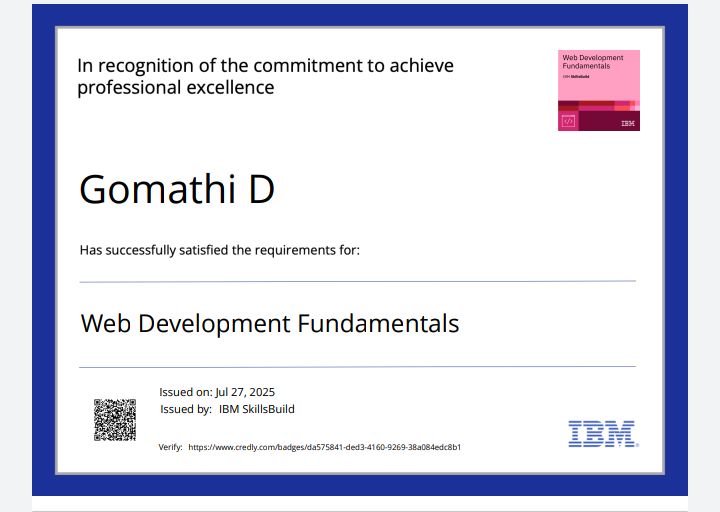 In recognition of the commitment to achieve
professional excellence
Web Development
Fundamentals
IBM SkillsBuild
IBM
Gomathi D
Has successfully satisfied the requirements for:
Web Development Fundamentals
Issued on: Jul 27, 2025
Issued by: IBM SkillsBuild
Verify: https://www.credly.com/badges/da575841-ded3-4160-9269-38a084edc8b1
IBM